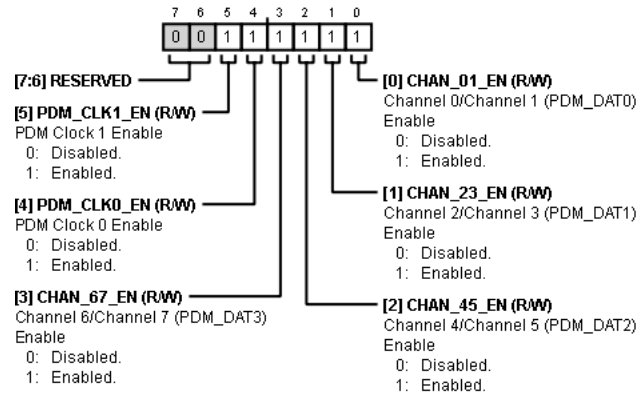 7 6 5 4 3 2 1 0
0 0 1 1 1 1 1 1
[7:6] RESERVED
[5] PDM_CLK1_EN (R/W)
PDM Clock 1 Enable
0: Disabled.
1: Enabled.
[4] PDM_CLK0_EN (R/W)
PDM Clock 0 Enable
0: Disabled.
1: Enabled.
[3] CHAN_67_EN (R/W)
Channel 6/Channel 7 (PDM_DAT3)
Enable
0: Disabled.
1: Enabled.
[0] CHAN_01_EN (R/W)
Channel 0/Channel 1 (PDM_DAT0)
Enable
0: Disabled.
1: Enabled.
[1] CHAN_23_EN (R/W)
Channel 2/Channel 3 (PDM_DAT1)
Enable
0: Disabled.
1: Enabled.
[2] CHAN_45_EN (R/W)
Channel 4/Channel 5 (PDM_DAT2)
Enable
0: Disabled.
1: Enabled.